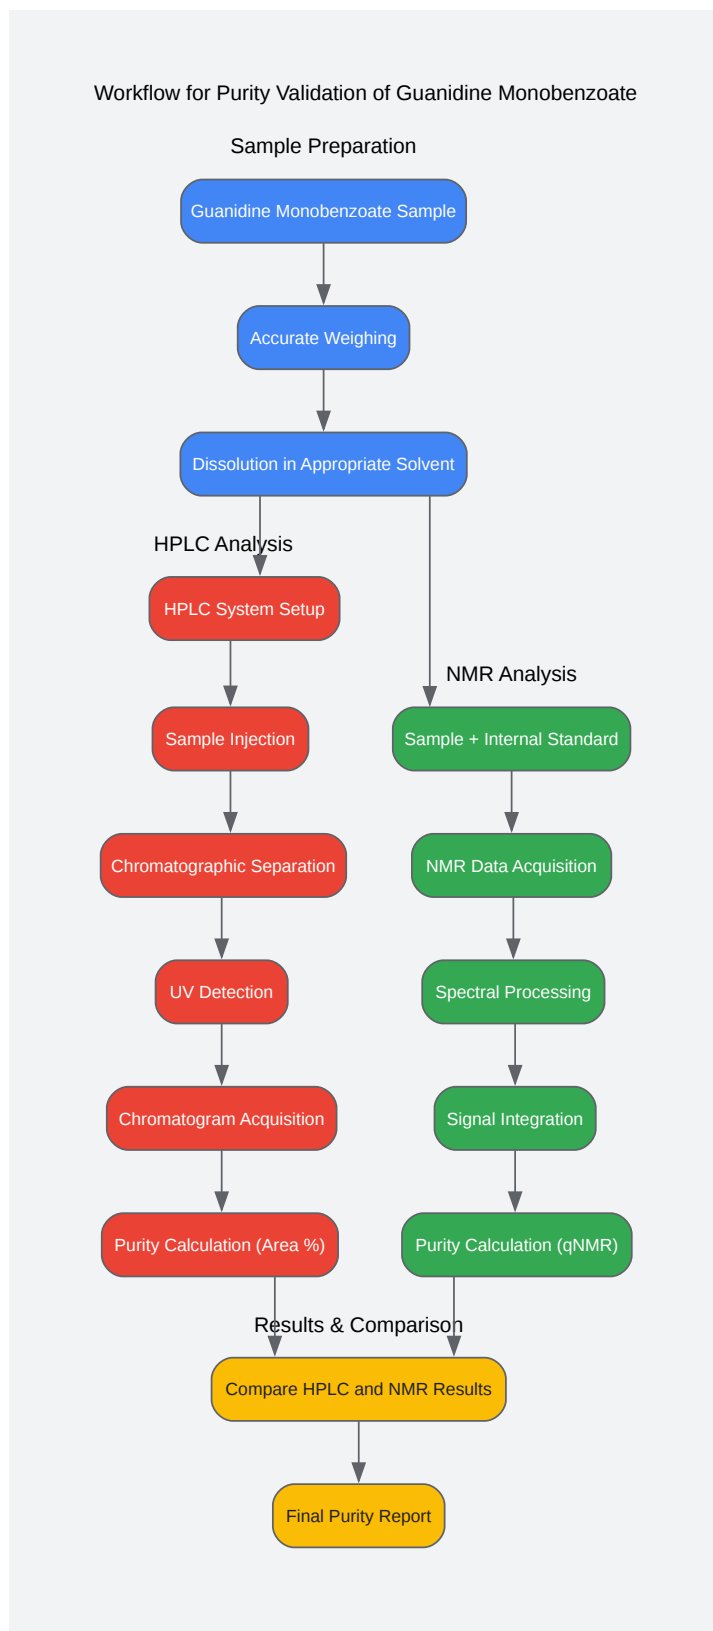 Workflow for Purity Validation of Guanidine Monobenzoate
Sample Preparation
Guanidine Monobenzoate Sample
Accurate Weighing
Dissolution in Appropriate Solvent
HPLC Analysis
HPLC System Setup
NMR Analysis
Sample Injection
Sample + Internal Standard
Chromatographic Separation
NMR Data Acquisition
UV Detection
Spectral Processing
Chromatogram Acquisition
Signal Integration
Purity Calculation (Area %)
Purity Calculation (qNMR)
Results & Comparison
Compare HPLC and NMR Results
Final Purity Report